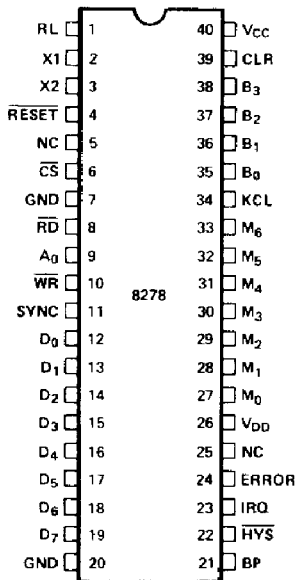 RL 1 40 VCC
X1 2 39 CLR
X2 3 38 B3
RESET 4 37 B2
NC 5 36 B1
CS 6 35 B0
GND 7 34 KCL
RD 8 33 M6
A0 9 32 M5
WR 10 31 M4
8278
SYNC 11 30 M3
D0 12 29 M2
D1 13 28 M1
D2 14 27 M0
D3 15 26 VDD
D4 16 25 NC
D5 17 24 ERROR
D6 18 23 IRQ
D7 19 22 HYS
GND 20 21 BP